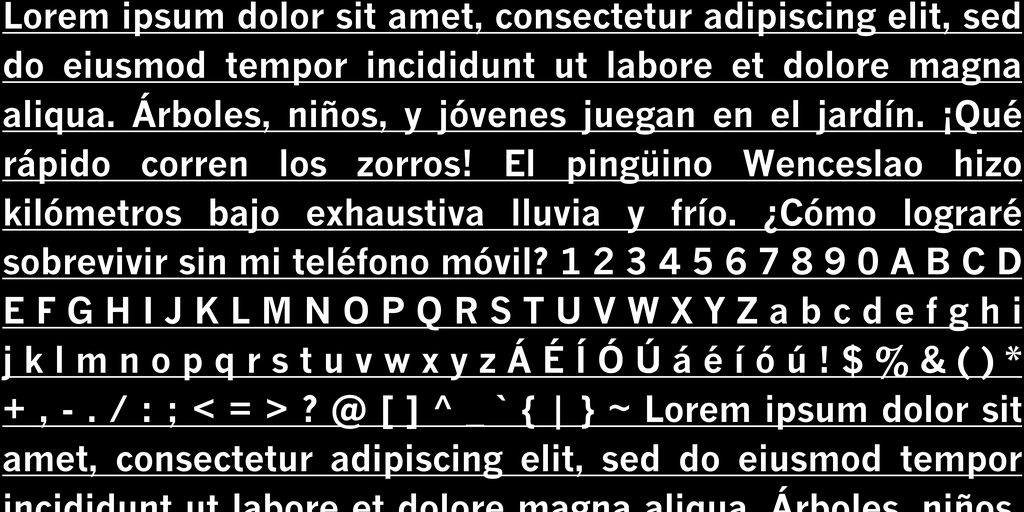 Lorem ipsum dolor sit amet, consectetur adipiscing elit, sed
do eiusmod tempor incididunt ut labore et dolore magna
aliqua. Árboles, niños, y jóvenes juegan en el jardín. ¡Qué
rápido corren los zorros! El pingüino Wenceslao hizo
kilómetros bajo exhaustiva lluvia y frío. ¿Cómo lograré
sobrevivir sin mi teléfono móvil? 1 2 3 4 5 6 7 8 9 0 A B C D
E F G H I J K L M N O P Q R S T U V W X Y Z a b c d e f g h i
j k l m n o p q r s t u v w x y z Á É Í Ó Ú á é í ó ú ! $ % & ( ) *
+ , - . / : ; < = > ? @ [ ] ^ _ ` { | } ~ Lorem ipsum dolor sit
amet, consectetur adipiscing elit, sed do eiusmod tempor
incididunt ut labore et dolore magna aliqua. Árboles, niños,